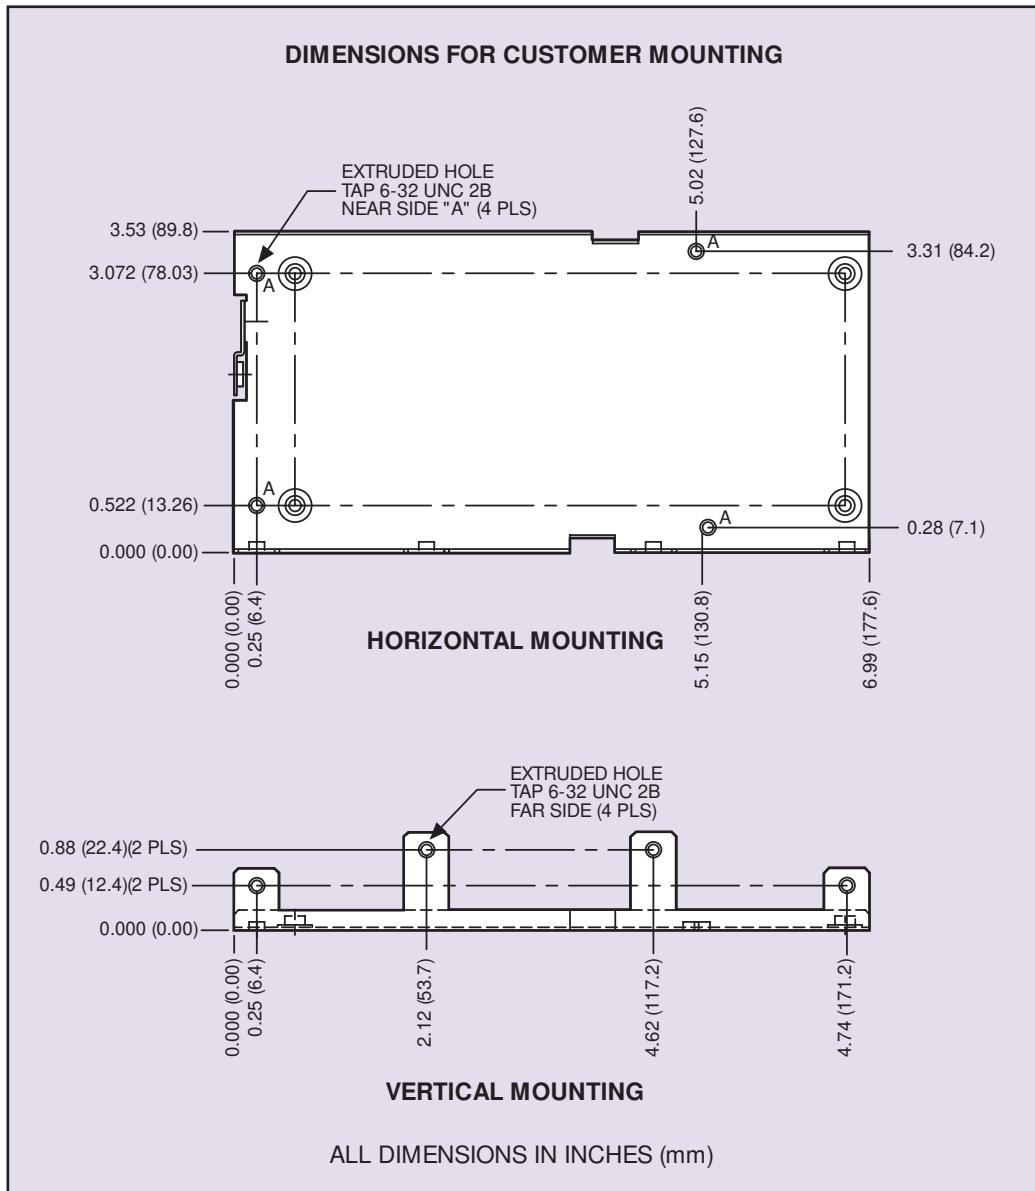 DIMENSIONS FOR CUSTOMER MOUNTING
5.02 (127.6)
EXTRUDED HOLE
TAP 6-32 UNC 2B
NEAR SIDE "A" (4 PLS)
3.53 (89.8)
A
3.31 (84.2)
3.072 (78.03)
A
A
0.522 (13.26)
A
0.28 (7.1)
0.000 (0.00)
0.000 (0.00)
0.25 (6.4)
5.15 (130.8)
6.99 (177.6)
HORIZONTAL MOUNTING
EXTRUDED HOLE
TAP 6-32 UNC 2B
FAR SIDE (4 PLS)
0.88 (22.4)(2 PLS)
0.49 (12.4)(2 PLS)
0.000 (0.00)
0.000 (0.00)
0.25 (6.4)
2.12 (53.7)
4.62 (117.2)
4.74 (171.2)
VERTICAL MOUNTING
ALL DIMENSIONS IN INCHES (mm)